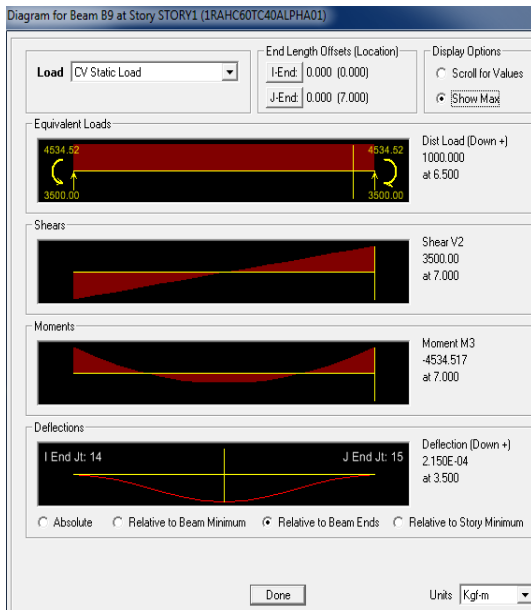 Diagram for Beam B9 at Story STORY1 (1RAHC60TC40ALPHA01)
Load CV Static Load
End Length Offsets (Location)
I-End: 0.000 (0.000)
J-End: 0.000 (7.000)
Display Options
Scroll for Values
Show Max
Equivalent Loads
4534.52 4534.52
3500.00 3500.00
Dist Load (Down +)
1000.000
at 6.500
Shears
Shear V2
3500.00
at 7.000
Moments
Moment M3
-4534.517
at 7.000
Deflections
I End Jt: 14 J End Jt: 15
Deflection (Down +)
2.150E-04
at 3.500
Absolute Relative to Beam Minimum Relative to Beam Ends Relative to Story Minimum
Done
Units Kgf-m